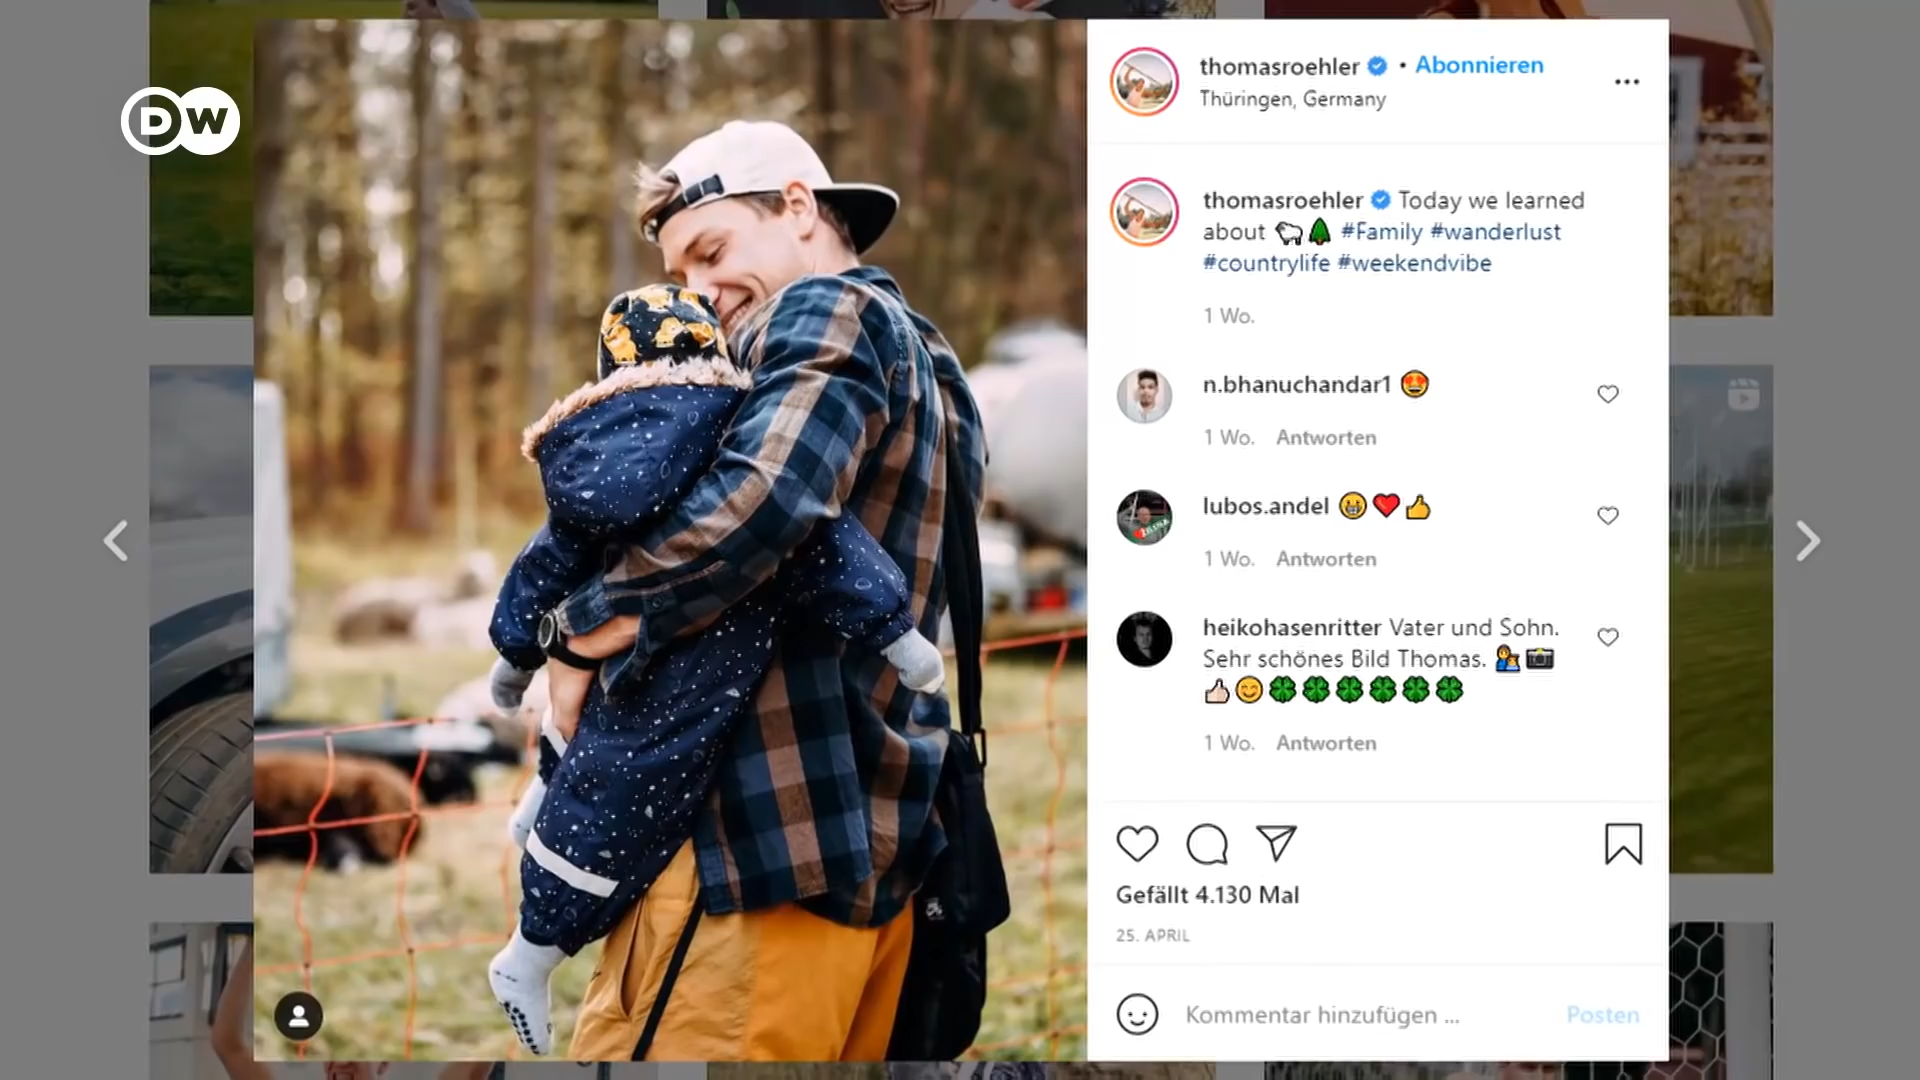 DW
thomasroehler • Abonnieren
Thüringen, Germany
thomasroehler Today we learned
about 🐑🌲 #Family #wanderlust
#countrylife #weekendvibe
1 Wo.
n.bhanuchandar1 🤩
1 Wo. Antworten
lubos.andel 😁❤️👍
1 Wo. Antworten
heikohasenritter Vater und Sohn.
Sehr schönes Bild Thomas. 👩‍👦📷
👍🏻😊🍀🍀🍀🍀🍀🍀
1 Wo. Antworten
Gefällt 4.130 Mal
25. APRIL
Kommentar hinzufügen ... Posten